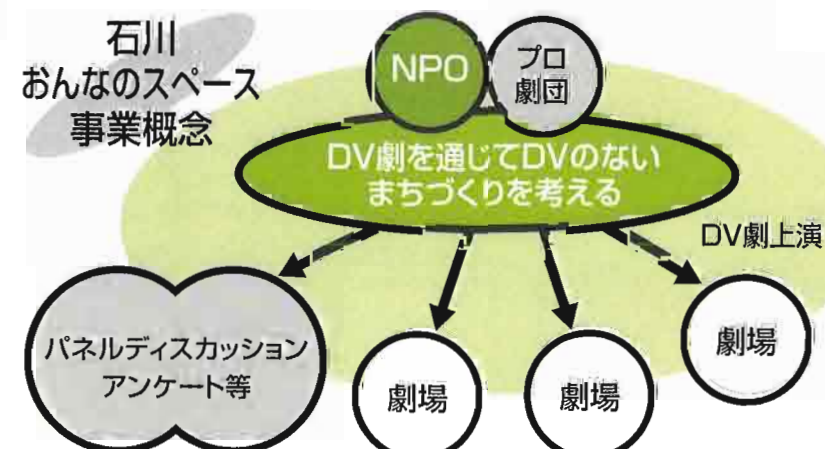 石川
おんなのスペース
事業概念
NPO
プロ
劇団
DV劇を通じてDVのない
まちづくりを考える
DV劇上演
パネルディスカッション
アンケート等
劇場
劇場
劇場